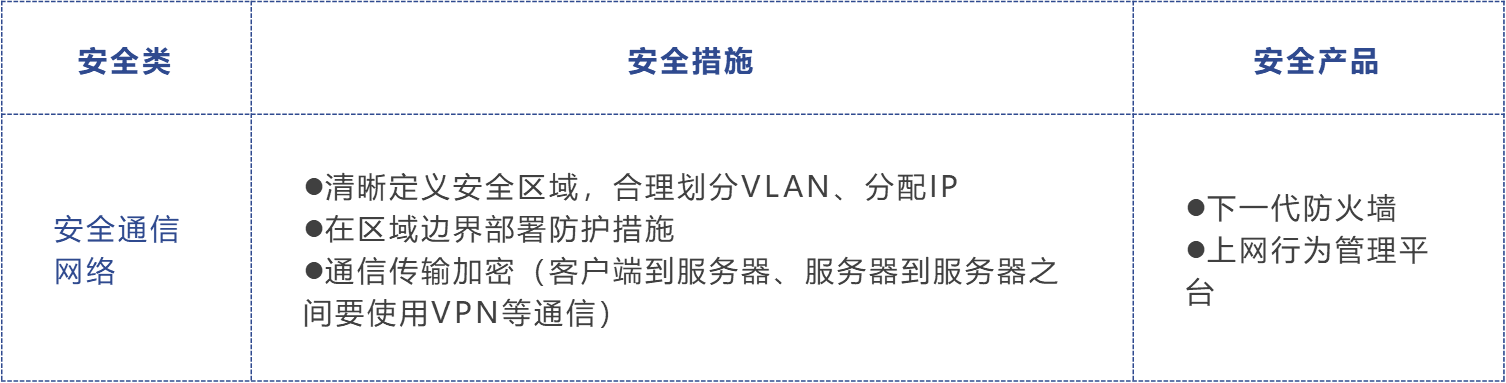 安全类
安全措施
安全产品
安全通信
网络
●清晰定义安全区域，合理划分VLAN、分配IP
●在区域边界部署防护措施
●通信传输加密（客户端到服务器、服务器到服务器之
间要使用VPN等通信）
●下一代防火墙
●上网行为管理平
台